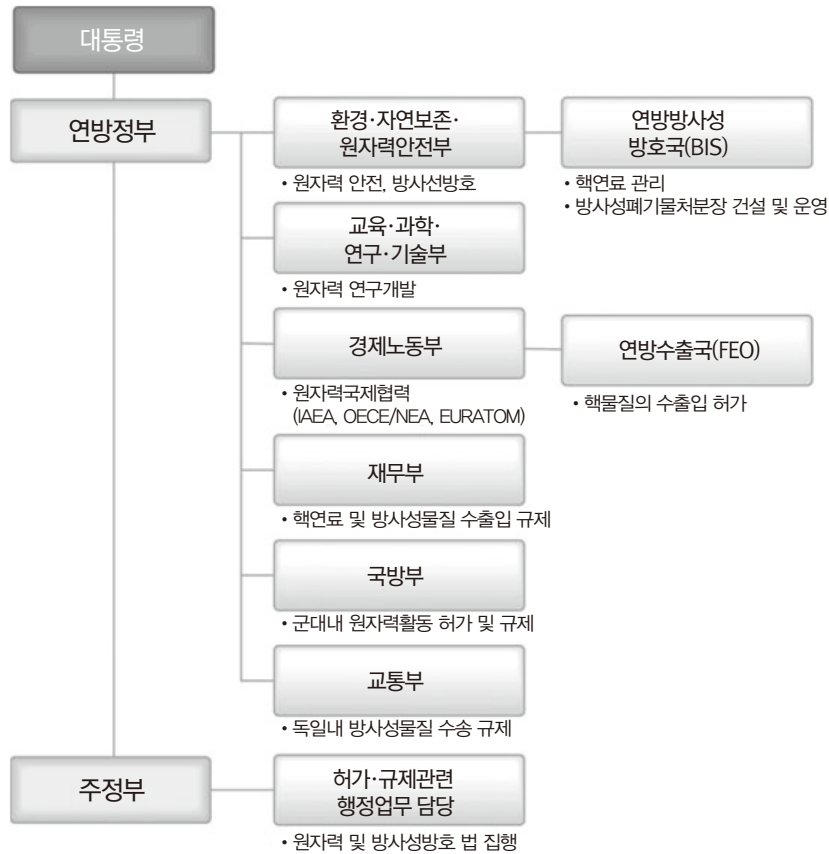 대통령
연방정부
환경·자연보존·
원자력안전부
• 원자력 안전, 방사선방호
연방방사성
방호국(BIS)
• 핵연료 관리
• 방사성폐기물처분장 건설 및 운영
교육·과학·
연구·기술부
• 원자력 연구개발
경제노동부
• 원자력국제협력
(IAEA, OECE/NEA, EURATOM)
연방수출국(FEO)
• 핵물질의 수출입 허가
재무부
• 핵연료 및 방사성물질 수출입 규제
국방부
• 군대내 원자력활동 허가 및 규제
교통부
• 독일내 방사성물질 수송 규제
주정부
허가·규제관련
행정업무 담당
• 원자력 및 방사성방호 법 집행